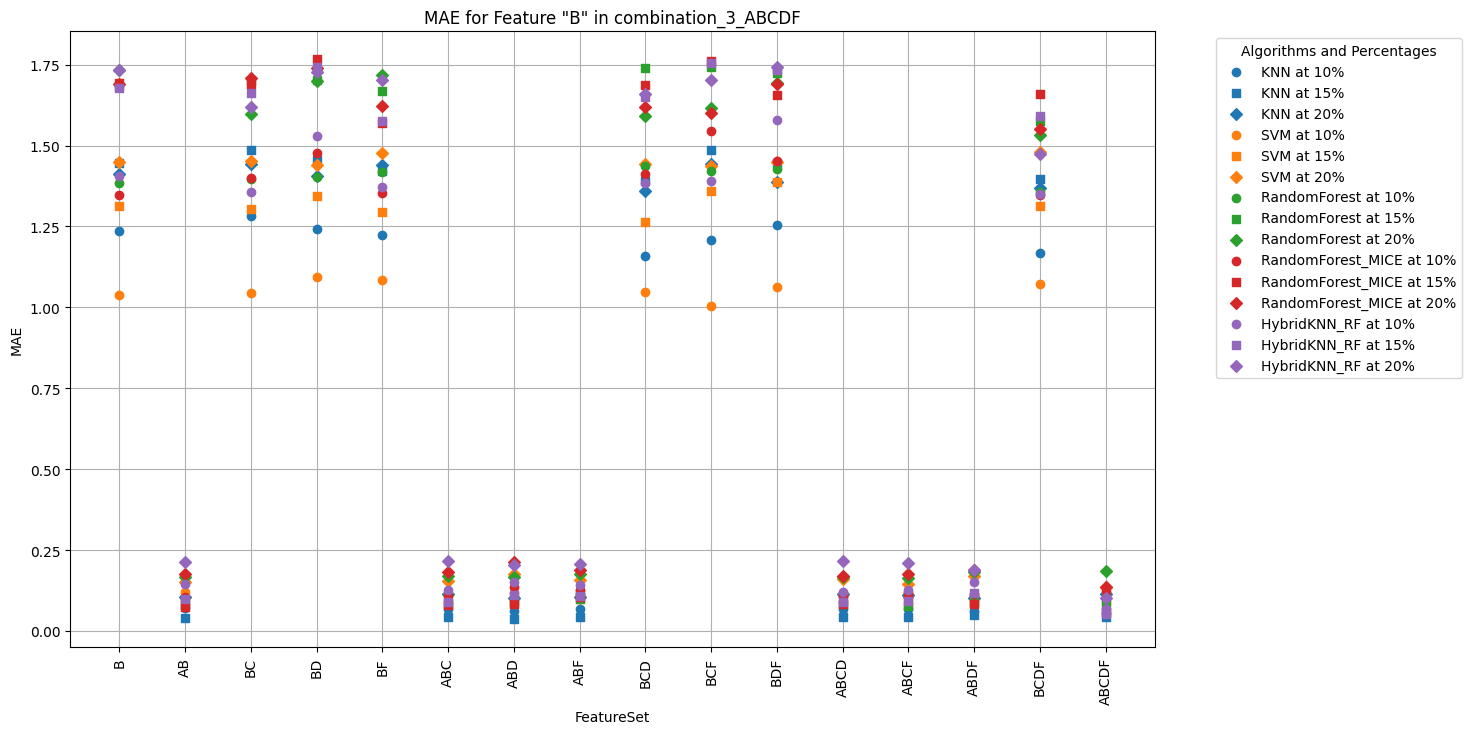 MAE for Feature "B" in combination_3_ABCDF
MAE
1.75
1.50
1.25
1.00
0.75
0.50
0.25
0.00
B
AB
BC
BD
BF
ABC
ABD
ABF
BCD
BCF
BDF
ABCD
ABCF
ABDF
BCDF
ABCDF
FeatureSet
Algorithms and Percentages
KNN at 10%
KNN at 15%
KNN at 20%
SVM at 10%
SVM at 15%
SVM at 20%
RandomForest at 10%
RandomForest at 15%
RandomForest at 20%
RandomForest_MICE at 10%
RandomForest_MICE at 15%
RandomForest_MICE at 20%
HybridKNN_RF at 10%
HybridKNN_RF at 15%
HybridKNN_RF at 20%